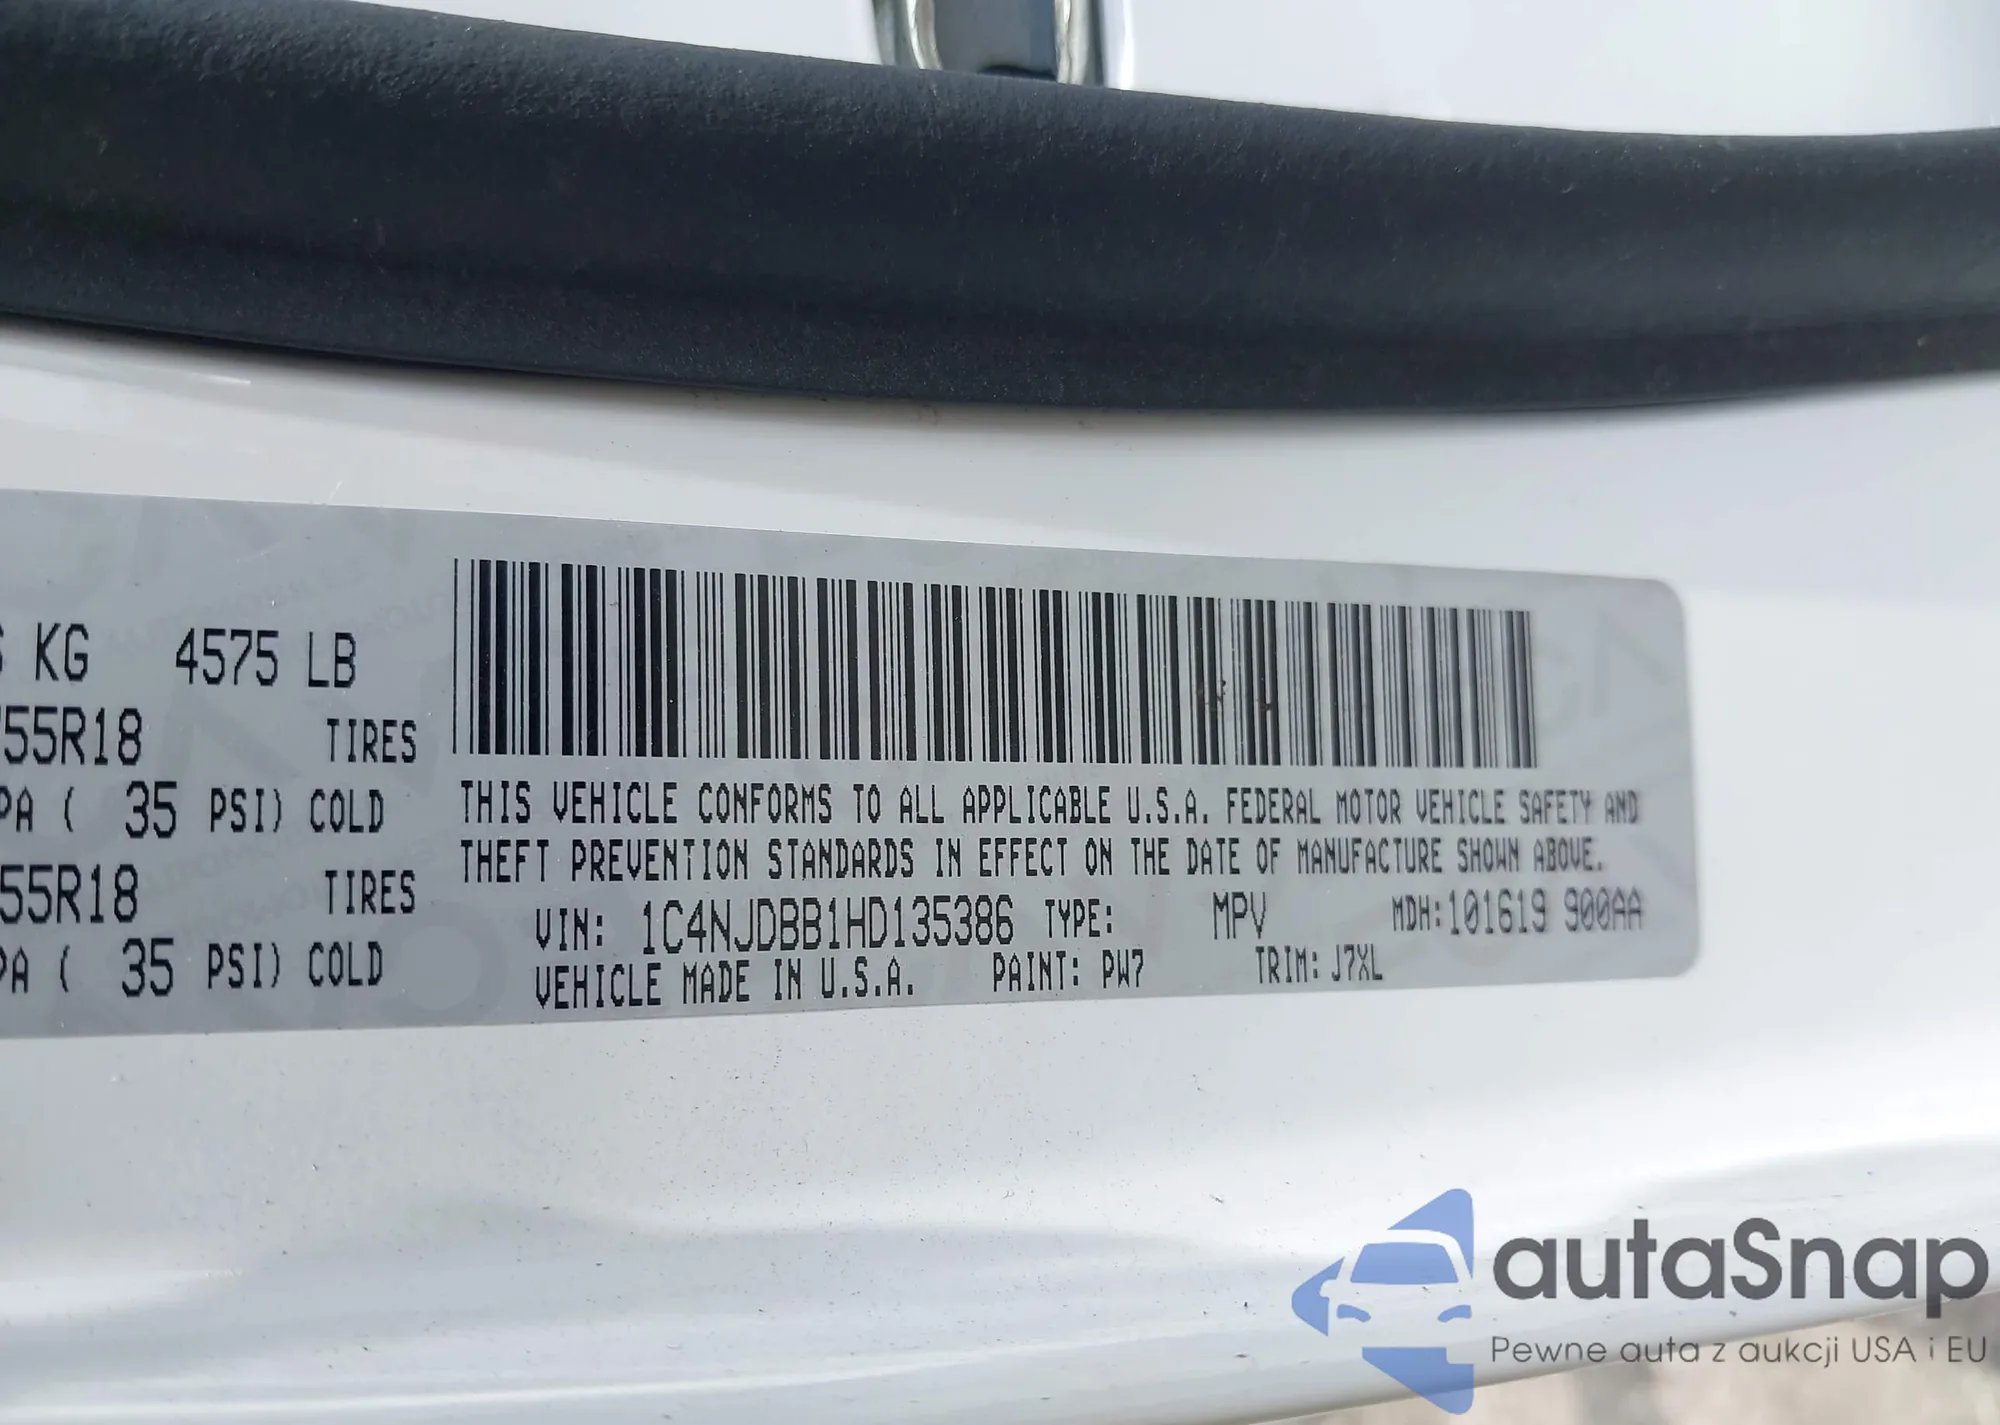 KG 4575 LB
55R18 TIRES
PA ( 35 PSI) COLD
55R18 TIRES
PA ( 35 PSI) COLD
THIS VEHICLE CONFORMS TO ALL APPLICABLE U.S.A. FEDERAL MOTOR VEHICLE SAFETY AND
THEFT PREVENTION STANDARDS IN EFFECT ON THE DATE OF MANUFACTURE SHOWN ABOVE.
VIN: 1C4NJDBB1HD135386 TYPE: MPV MDH:101619 900AA
VEHICLE MADE IN U.S.A. PAINT: PW7 TRIM: J7XL
autaSnap
Pewne auta z aukcji USA i EU